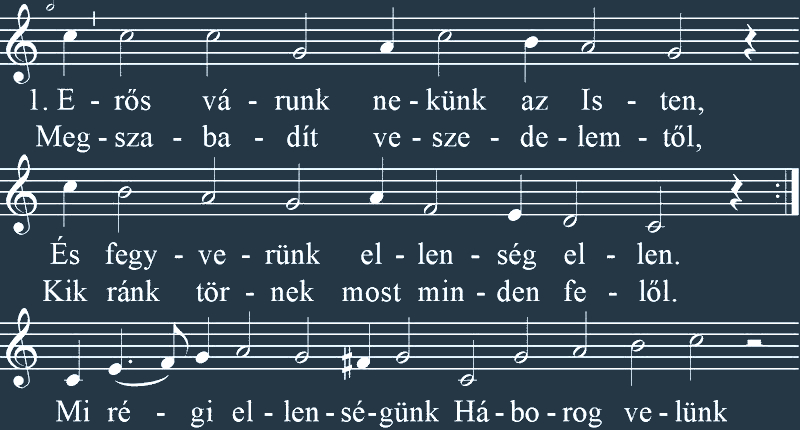 1. E - rős vá - runk ne - künk az Is - ten,
Meg - sza - ba - dít ve - sze - de - lem - től,
És fegy - ve - rünk el - len - ség el - len.
Kik ránk tör - nek most min - den fe - lől.
Mi ré - gi el - len - sé - günk Há - bo - rog ve - lünk